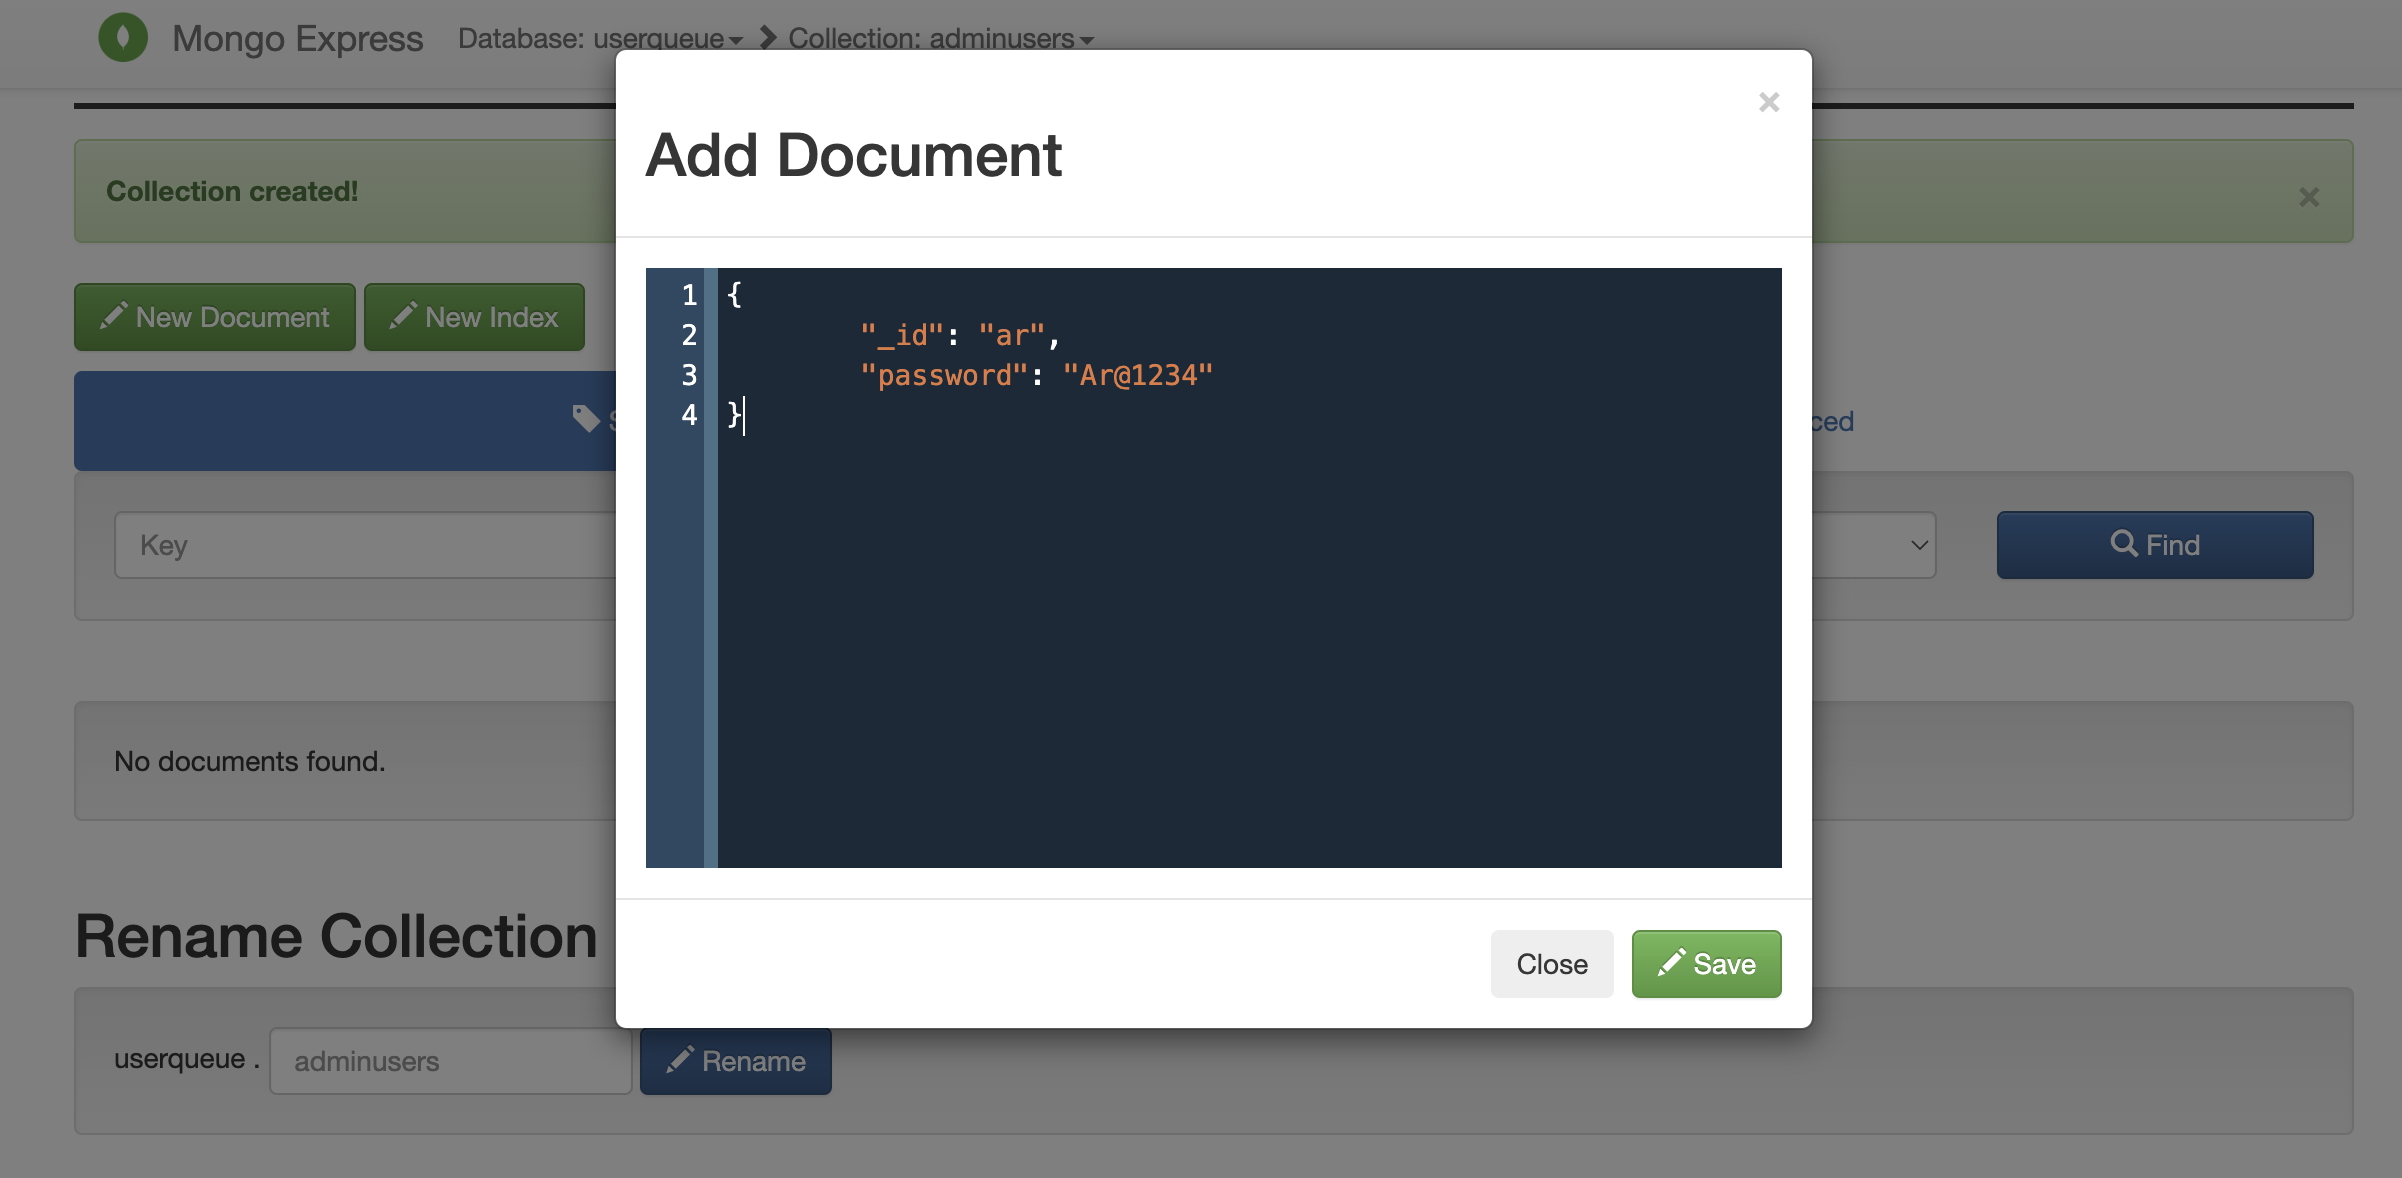 Mongo Express Database: userqueue Collection: adminusers
×
Add Document
Collection created!
×
New Document New Index
1 {
2 "_id": "ar",
3 "password": "Ar@1234"
4 }
Key
Find
No documents found.
Rename Collection
Close Save
userqueue . adminusers Rename